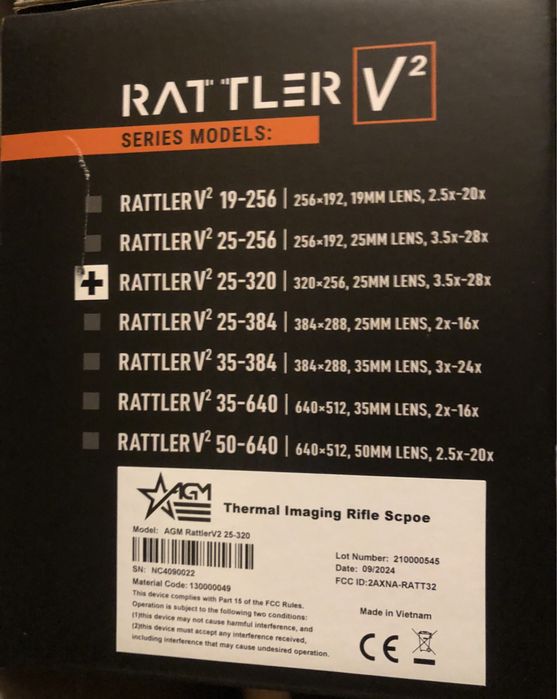 RATTLER V²
SERIES MODELS:
RATTLER V² 19-256 | 256×192, 19MM LENS, 2.5x-20x
RATTLER V² 25-256 | 256×192, 25MM LENS, 3.5x-28x
RATTLER V² 25-320 | 320×256, 25MM LENS, 3.5x-28x
RATTLER V² 25-384 | 384×288, 25MM LENS, 2x-16x
RATTLER V² 35-384 | 384×288, 35MM LENS, 3x-24x
RATTLER V² 35-640 | 640×512, 35MM LENS, 2x-16x
RATTLER V² 50-640 | 640×512, 50MM LENS, 2.5x-20x
AGM
Thermal Imaging Rifle Scpoe
Model: AGM RattlerV2 25-320
SN: NC4090022
Material Code: 130000049
This device complies with Part 15 of the FCC Rules.
Operation is subject to the following two conditions:
(1)this device may not cause harmful interference, and
(2)this device must accept any interference received,
including interference that may cause undesired operation.
Lot Number: 210000545
Date: 09/2024
FCC ID:2AXNA-RATT32
Made in Vietnam
CE